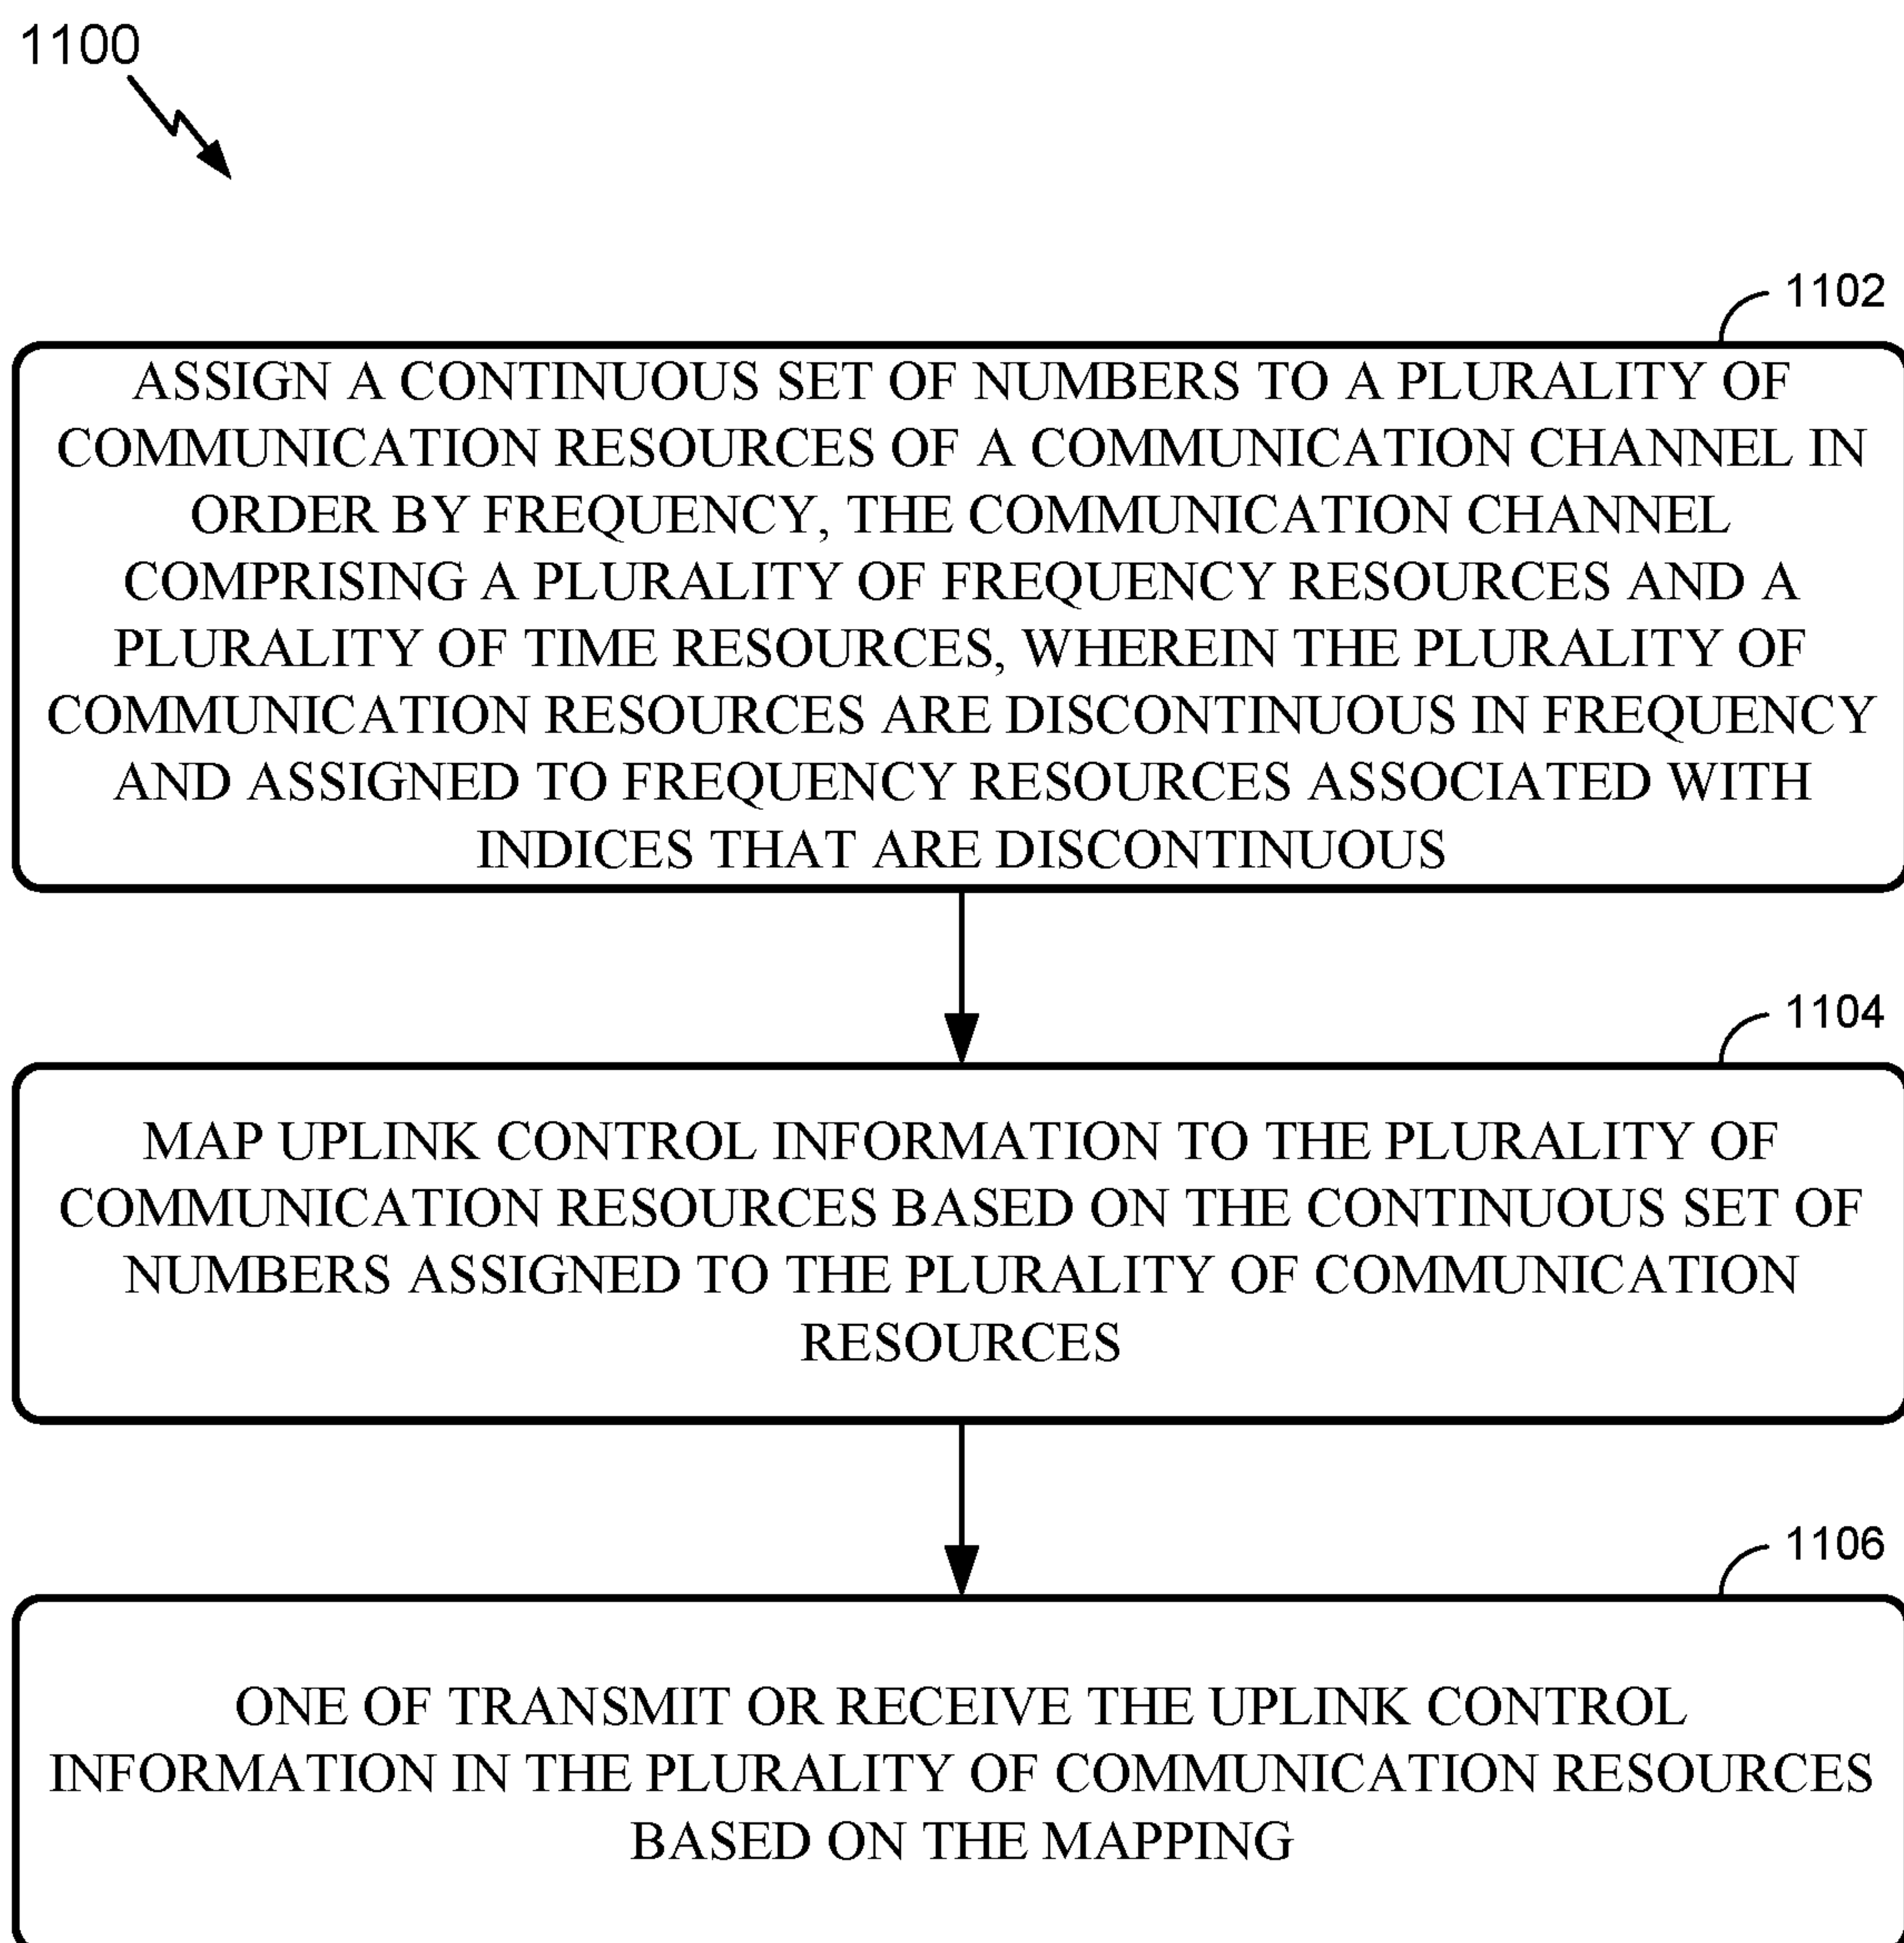 1100
1102
ASSIGN A CONTINUOUS SET OF NUMBERS TO A PLURALITY OF
COMMUNICATION RESOURCES OF A COMMUNICATION CHANNEL IN
ORDER BY FREQUENCY, THE COMMUNICATION CHANNEL
COMPRISING A PLURALITY OF FREQUENCY RESOURCES AND A
PLURALITY OF TIME RESOURCES, WHEREIN THE PLURALITY OF
COMMUNICATION RESOURCES ARE DISCONTINUOUS IN FREQUENCY
AND ASSIGNED TO FREQUENCY RESOURCES ASSOCIATED WITH
INDICES THAT ARE DISCONTINUOUS
1104
MAP UPLINK CONTROL INFORMATION TO THE PLURALITY OF
COMMUNICATION RESOURCES BASED ON THE CONTINUOUS SET OF
NUMBERS ASSIGNED TO THE PLURALITY OF COMMUNICATION
RESOURCES
1106
ONE OF TRANSMIT OR RECEIVE THE UPLINK CONTROL
INFORMATION IN THE PLURALITY OF COMMUNICATION RESOURCES
BASED ON THE MAPPING